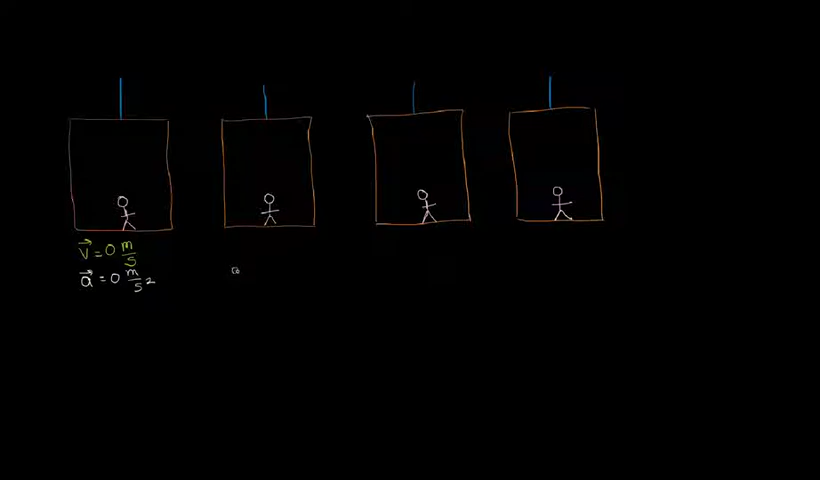 v⃗ = 0 m/s
a⃗ = 0 m/s²